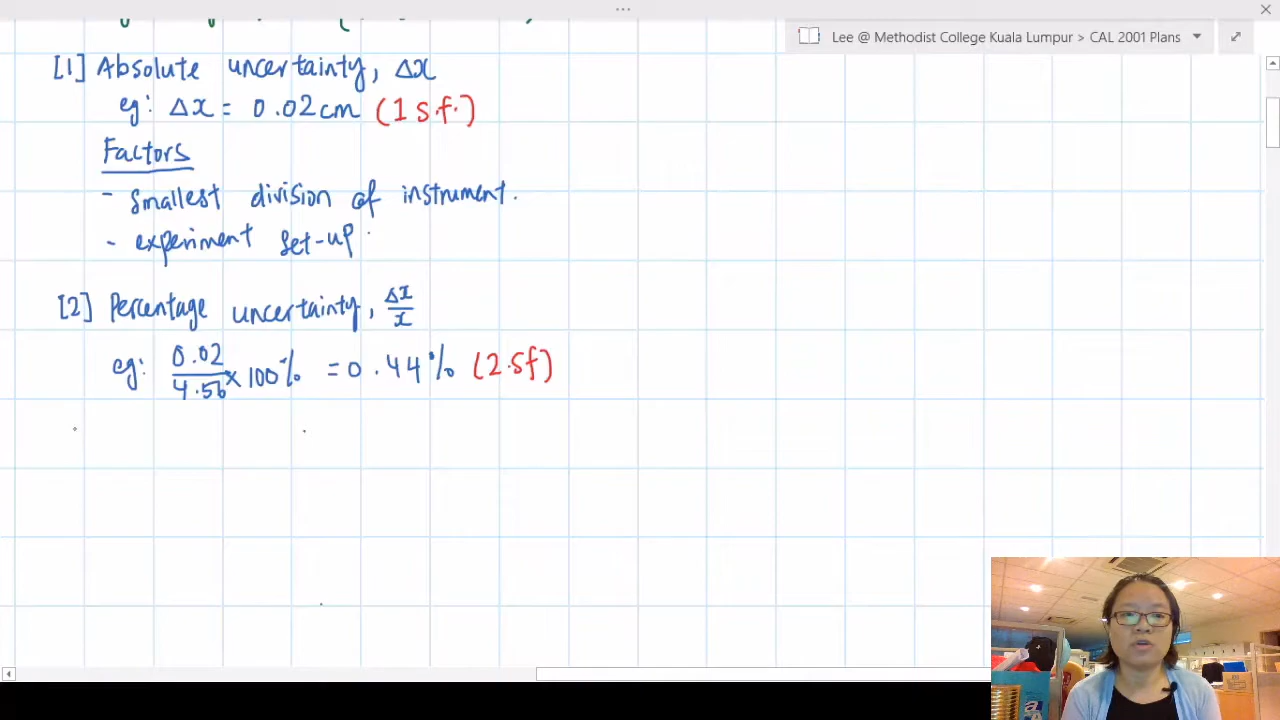 Lee @ Methodist College Kuala Lumpur > CAL 2001 Plans
[1] Absolute uncertainty, Δx
eg: Δx = 0.02cm (1 s.f.)
Factors
- smallest division of instrument.
- experiment set-up
[2] Percentage uncertainty, Δx/x
eg: 0.02/4.56 × 100% = 0.44% (2.sf)